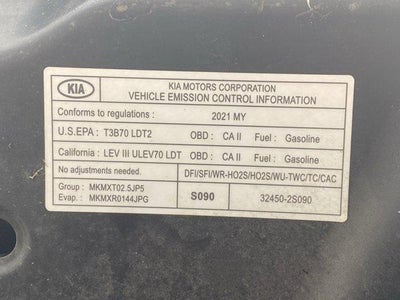 KIA
KIA MOTORS CORPORATION
VEHICLE EMISSION CONTROL INFORMATION
Conforms to regulations : 2021 MY
U.S.EPA : T3B70 LDT2 OBD : CA II Fuel : Gasoline
California : LEV III ULEV70 LDT OBD : CA II Fuel : Gasoline
No adjustments needed. DFI/SFI/WR-HO2S/HO2S/WU-TWC/TC/CAC
Group : MKMXT02.5JP5
Evap. : MKMXR0144JPG S090 32450-2S090